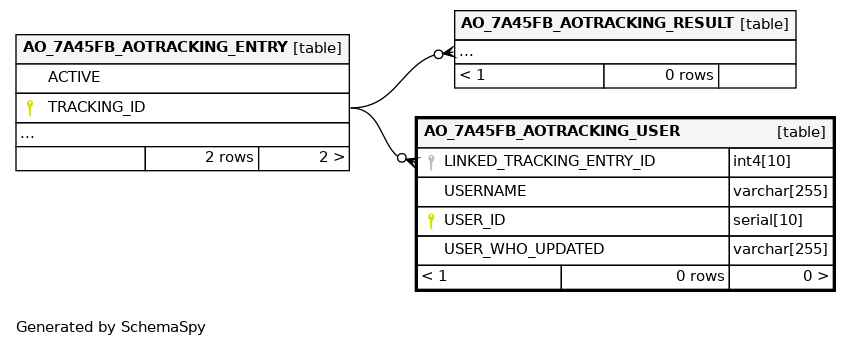 AO_7A45FB_AOTRACKING_ENTRY [table]
ACTIVE
TRACKING_ID
...
2 rows 2 >
AO_7A45FB_AOTRACKING_RESULT [table]
...
< 1 0 rows
AO_7A45FB_AOTRACKING_USER [table]
LINKED_TRACKING_ENTRY_ID int4[10]
USERNAME varchar[255]
USER_ID serial[10]
USER_WHO_UPDATED varchar[255]
< 1 0 rows 0 >
Generated by SchemaSpy